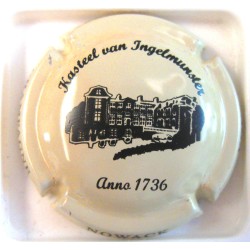 Kasteel van Ingelmunster
Anno 1736
NOWACK